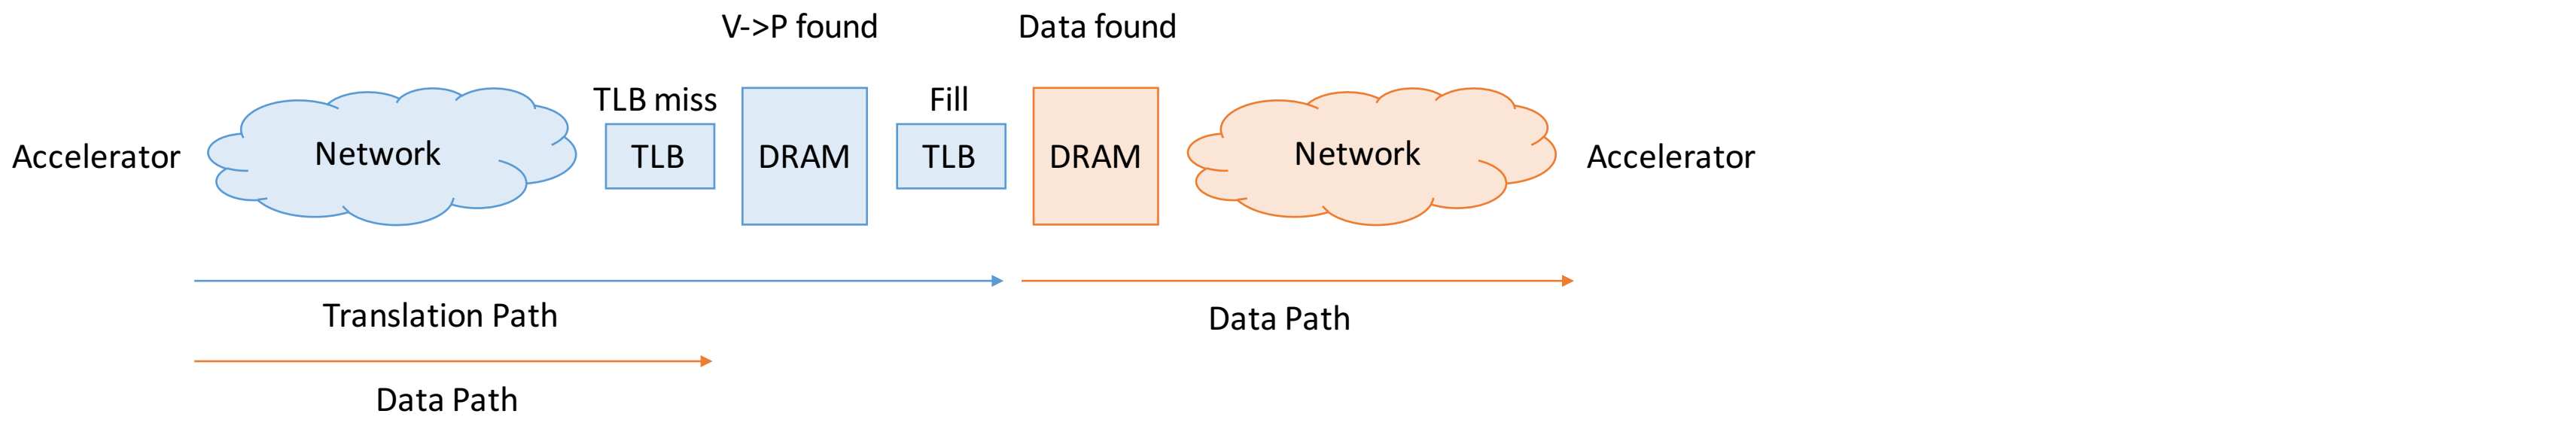 V->P found
Data found
TLB miss
Fill
Accelerator
Network
TLB
DRAM
TLB
DRAM
Network
Accelerator
Translation Path
Data Path
Data Path